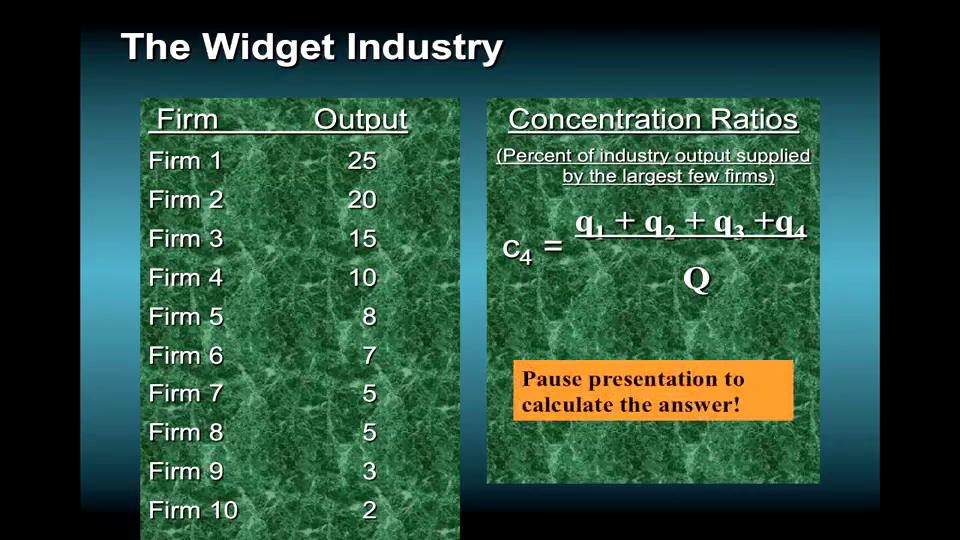 The Widget Industry
Firm Output
Firm 1 25
Firm 2 20
Firm 3 15
Firm 4 10
Firm 5 8
Firm 6 7
Firm 7 5
Firm 8 5
Firm 9 3
Firm 10 2
Concentration Ratios
(Percent of industry output supplied
by the largest few firms)
q1 + q2 + q3 +q4
c4 =
Q
Pause presentation to
calculate the answer!